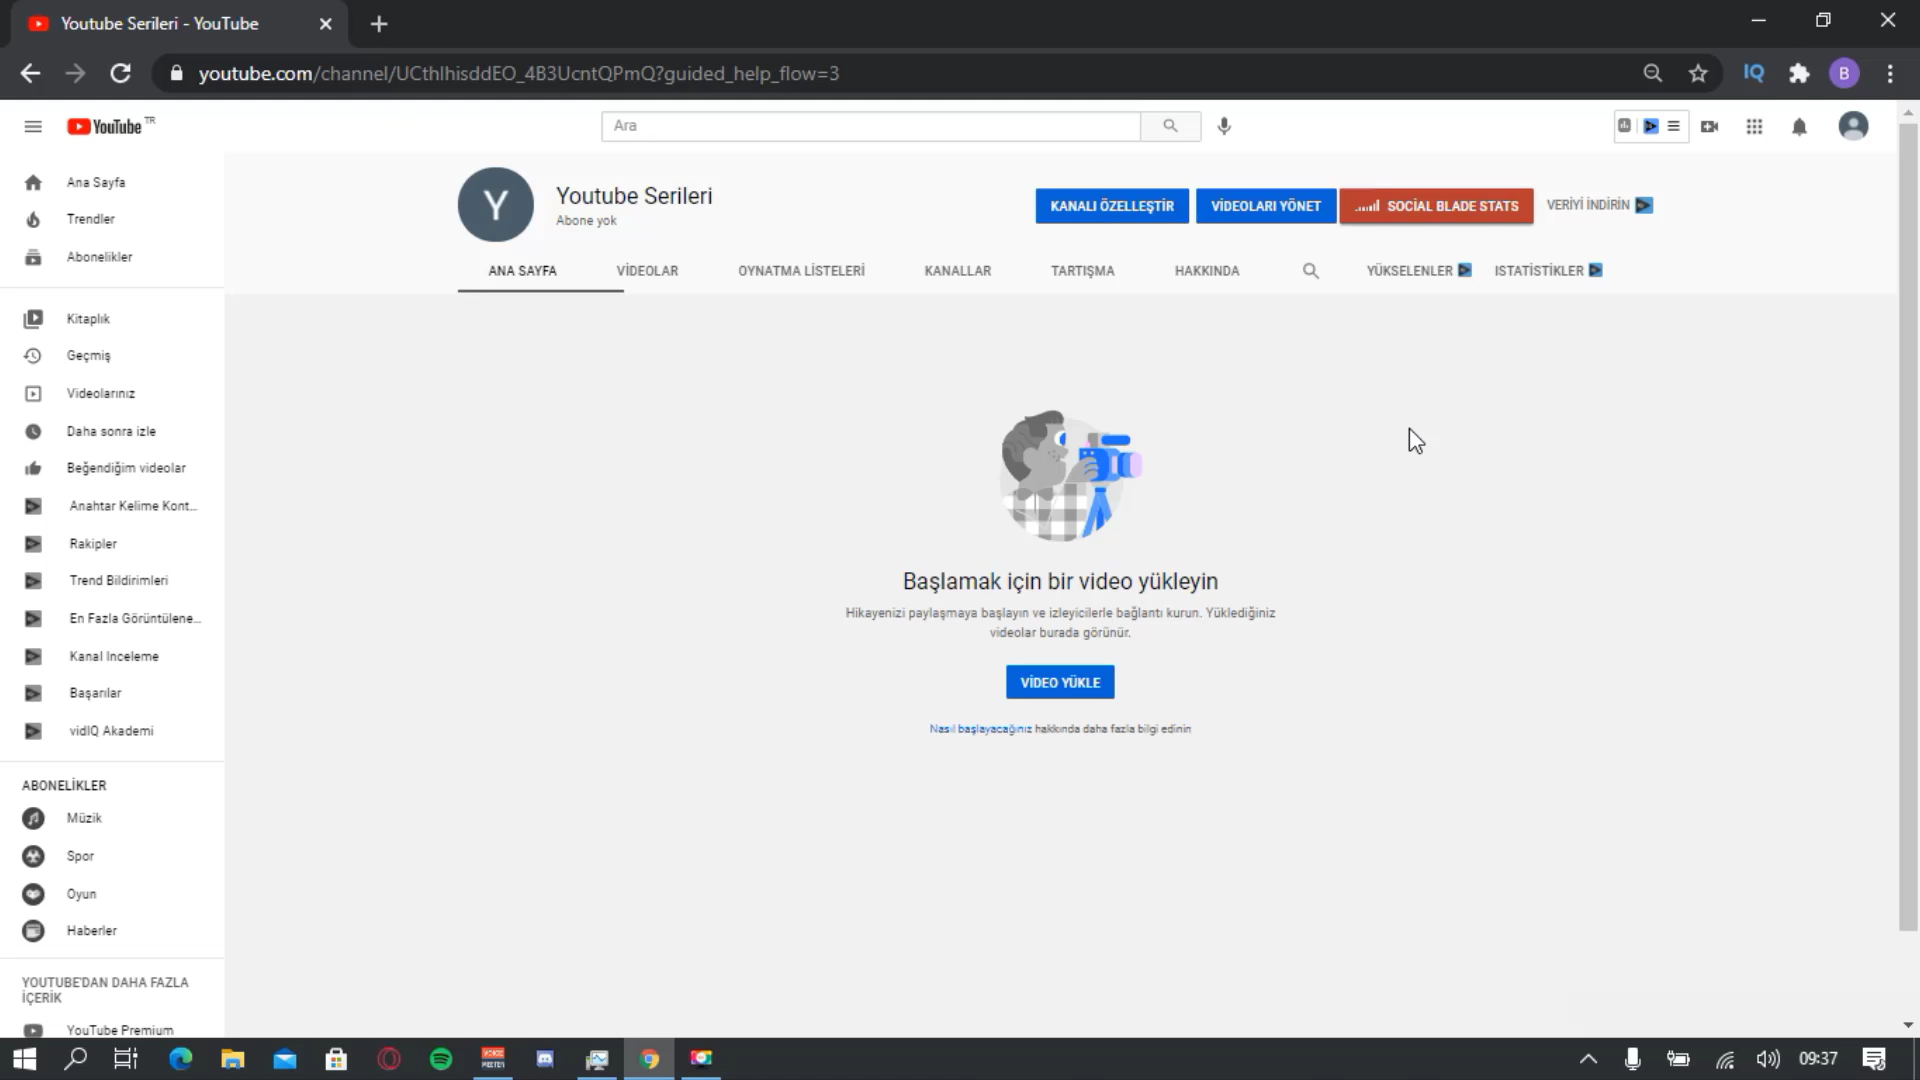 Youtube Serileri - YouTube
youtube.com/channel/UCthlhisddEO_4B3UcntQPmQ?guided_help_flow=3
IQ
B
YouTube TR
Ara
Ana Sayfa
Trendler
Abonelikler
Kitaplık
Geçmiş
Videolarınız
Daha sonra izle
Beğendiğim videolar
Anahtar Kelime Kont...
Rakipler
Trend Bildirimleri
En Fazla Görüntülene...
Kanal Inceleme
Başarılar
vidIQ Akademi
ABONELİKLER
Müzik
Spor
Oyun
Haberler
YOUTUBE'DAN DAHA FAZLA
İÇERİK
YouTube Premium
Y
Youtube Serileri
Abone yok
KANALI ÖZELLEŞTİR
VİDEOLARI YÖNET
SOCİAL BLADE STATS
VERİYİ İNDİRİN
ANA SAYFA
VİDEOLAR
OYNATMA LİSTELERİ
KANALLAR
TARTIŞMA
HAKKINDA
YÜKSELENLER
ISTATİSTİKLER
Başlamak için bir video yükleyin
Hikayenizi paylaşmaya başlayın ve izleyicilerle bağlantı kurun. Yüklediğiniz
videolar burada görünür.
VİDEO YÜKLE
Nasıl başlayacağınız hakkında daha fazla bilgi edinin
09:37